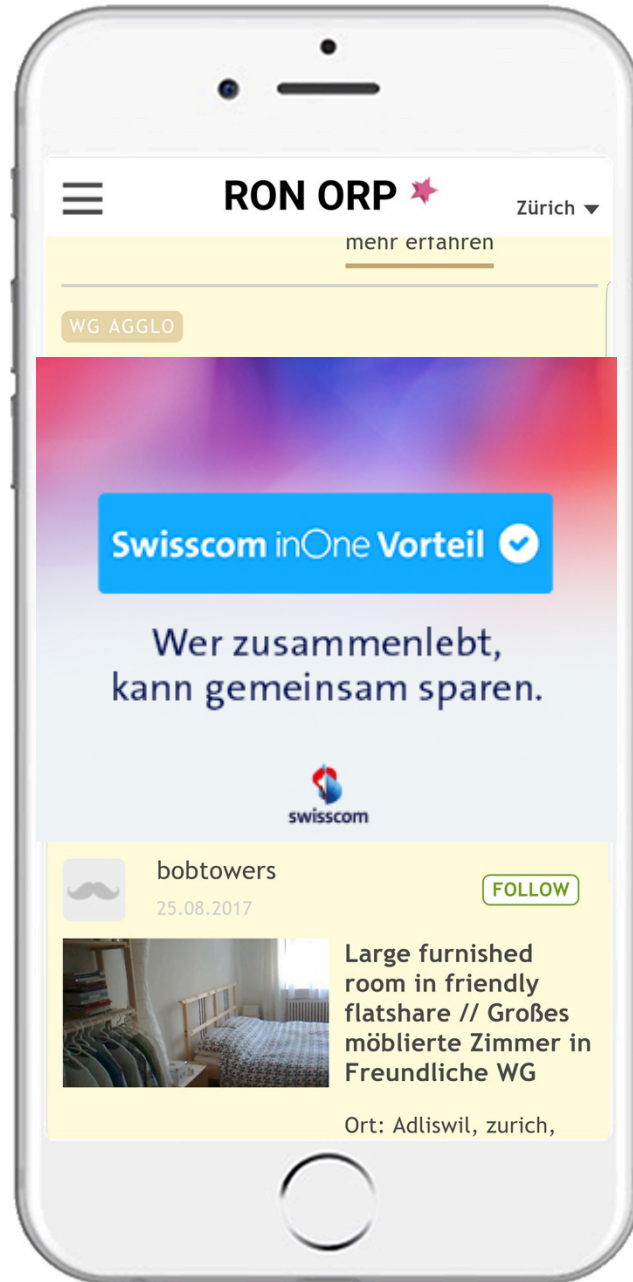 RON ORP
Zürich
mehr erfahren
WG AGGLO
Swisscom inOne Vorteil
Wer zusammenlebt,
kann gemeinsam sparen.
swisscom
bobtowers
25.08.2017
FOLLOW
Large furnished
room in friendly
flatshare // Großes
möblierte Zimmer in
Freundliche WG
Ort: Adliswil, zurich,